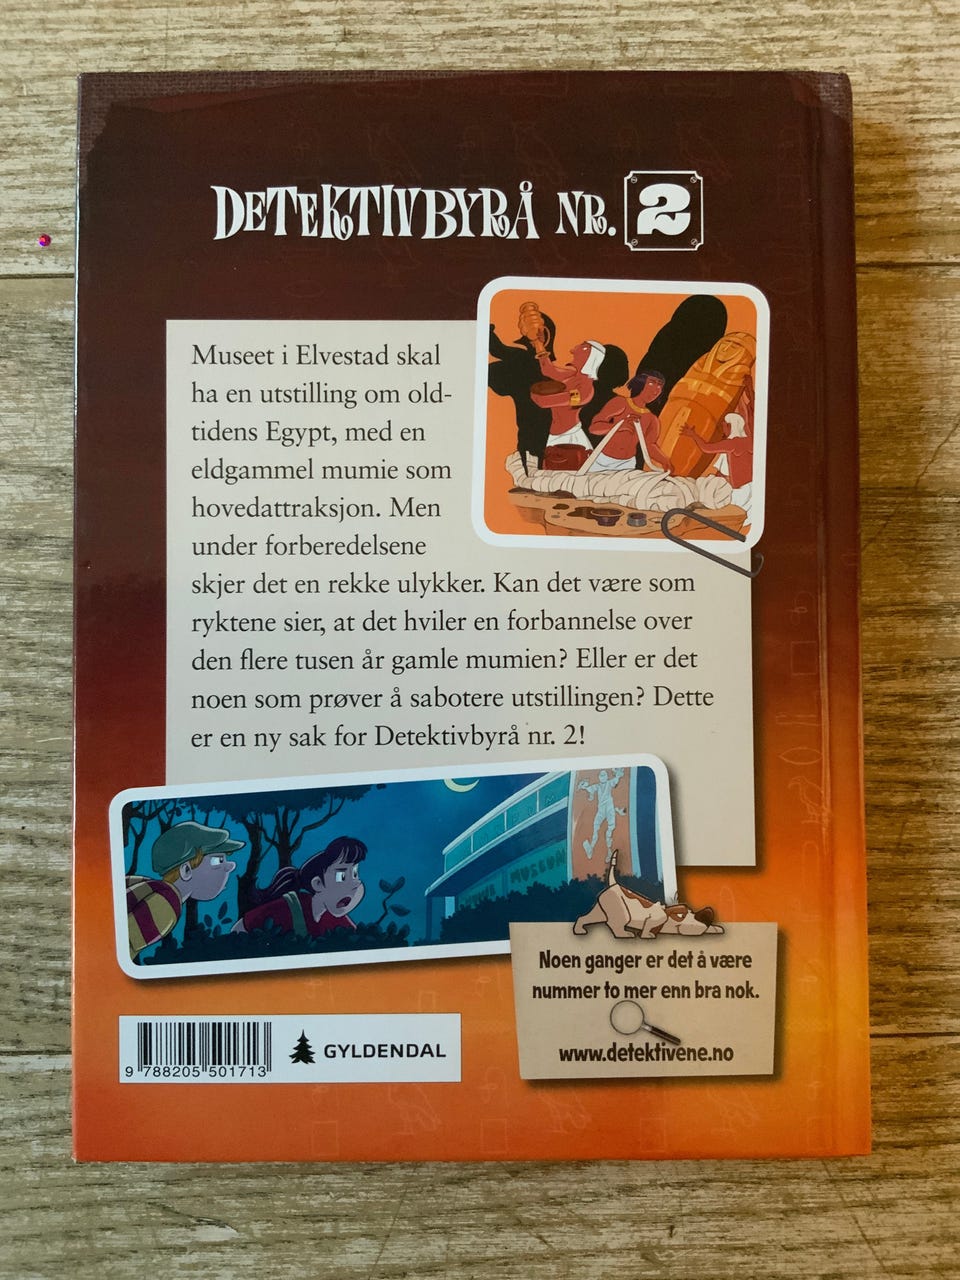 DETEKTIVBYRÅ NR. 2
Museet i Elvestad skal
ha en utstilling om old-
tidens Egypt, med en
eldgammel mumie som
hovedattraksjon. Men
under forberedelsene
skjer det en rekke ulykker. Kan det være som
ryktene sier, at det hviler en forbannelse over
den flere tusen år gamle mumien? Eller er det
noen som prøver å sabotere utstillingen? Dette
er en ny sak for Detektivbyrå nr. 2!
MUSEUM
Noen ganger er det å være
nummer to mer enn bra nok.
www.detektivene.no
GYLDENDAL
9 788205 501713